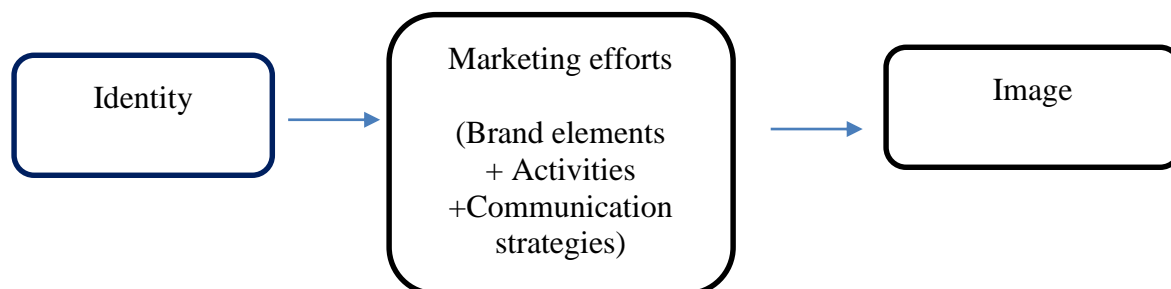 Identity
Marketing efforts
(Brand elements
+ Activities
+Communication
strategies)
Image